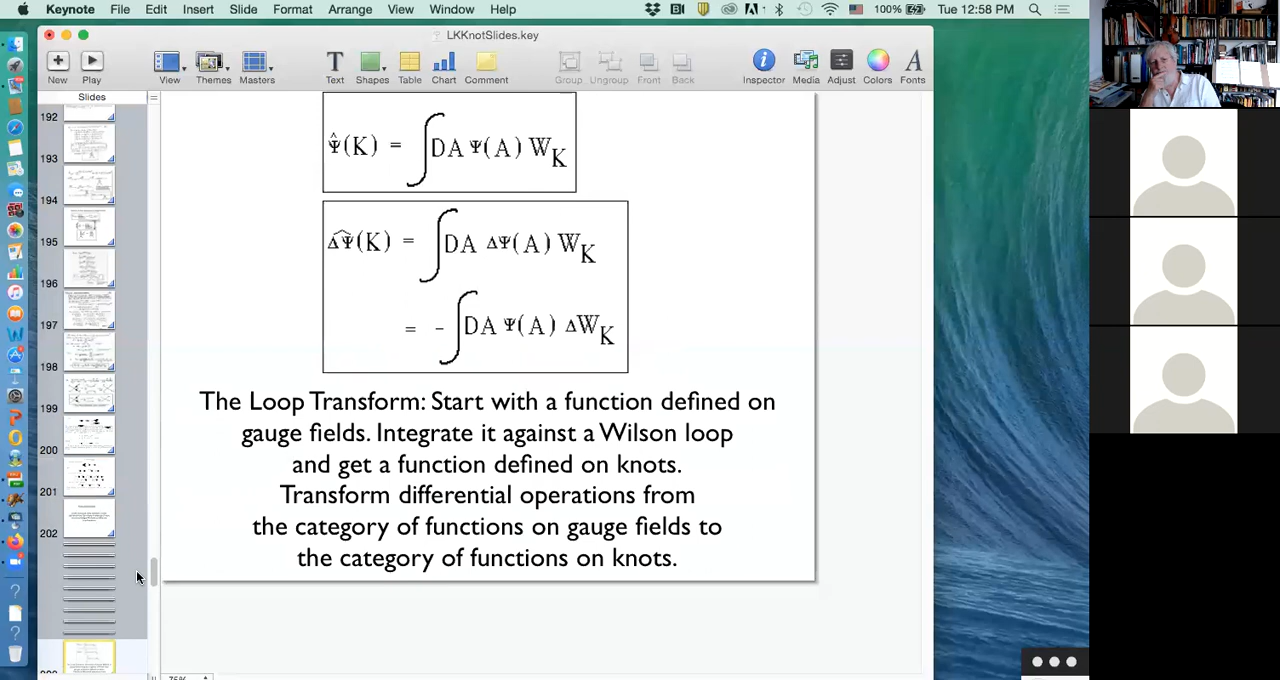 Keynote File Edit Insert Slide Format Arrange View Window Help 100% Tue 12:58 PM
LKKnotSlides.key
New Play View Themes Masters Text Shapes Table Chart Comment Group Ungroup Front Back Inspector Media Adjust Colors Fonts
Slides
192
193
194
195
196
197
198
199
200
201
202
Ψ̂(K) = ∫DA Ψ(A) W_K
\widehat{ΔΨ}(K) = ∫DA ΔΨ(A) W_K
= - ∫DA Ψ(A) ΔW_K
The Loop Transform: Start with a function defined on
gauge fields. Integrate it against a Wilson loop
and get a function defined on knots.
Transform differential operations from
the category of functions on gauge fields to
the category of functions on knots.